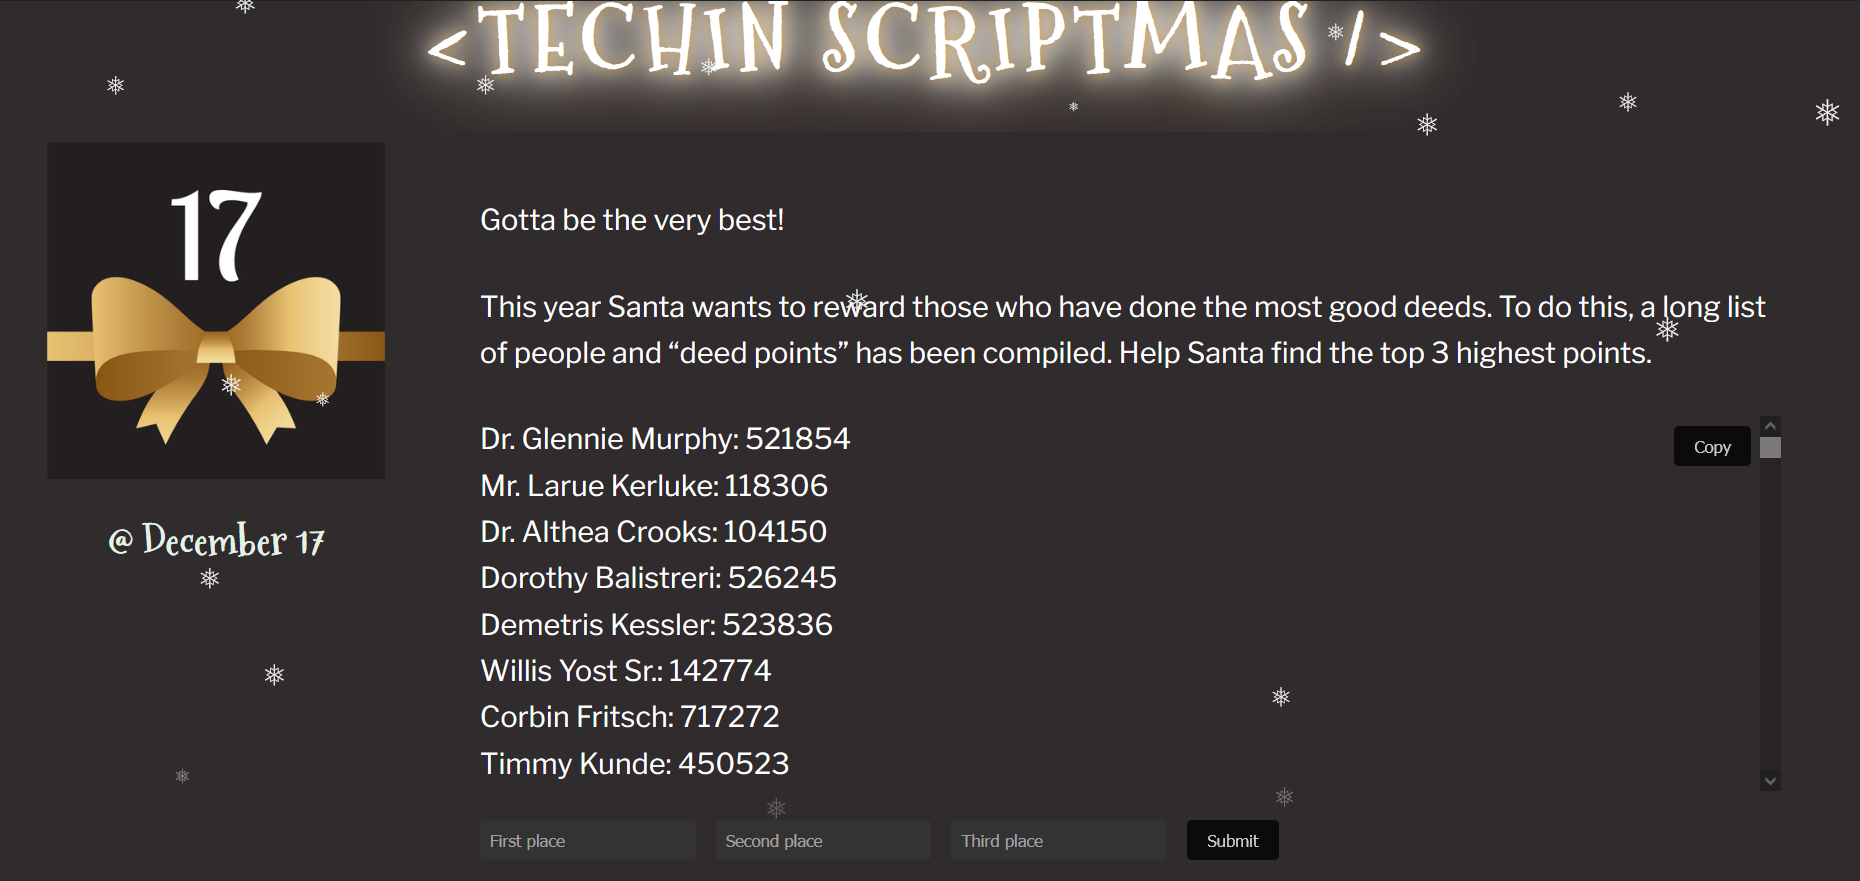 <TECHIN SCRIPTMAS />
17
@ December 17
Gotta be the very best!
This year Santa wants to reward those who have done the most good deeds. To do this, a long list
of people and “deed points” has been compiled. Help Santa find the top 3 highest points.
Dr. Glennie Murphy: 521854
Copy
Mr. Larue Kerluke: 118306
Dr. Althea Crooks: 104150
Dorothy Balistreri: 526245
Demetris Kessler: 523836
Willis Yost Sr.: 142774
Corbin Fritsch: 717272
Timmy Kunde: 450523
First place
Second place
Third place
Submit